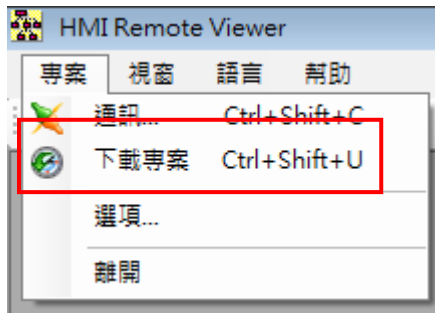 HMI Remote Viewer
專案 視窗 語言 幫助
通訊... Ctrl+Shift+C
下載專案 Ctrl+Shift+U
選項...
離開